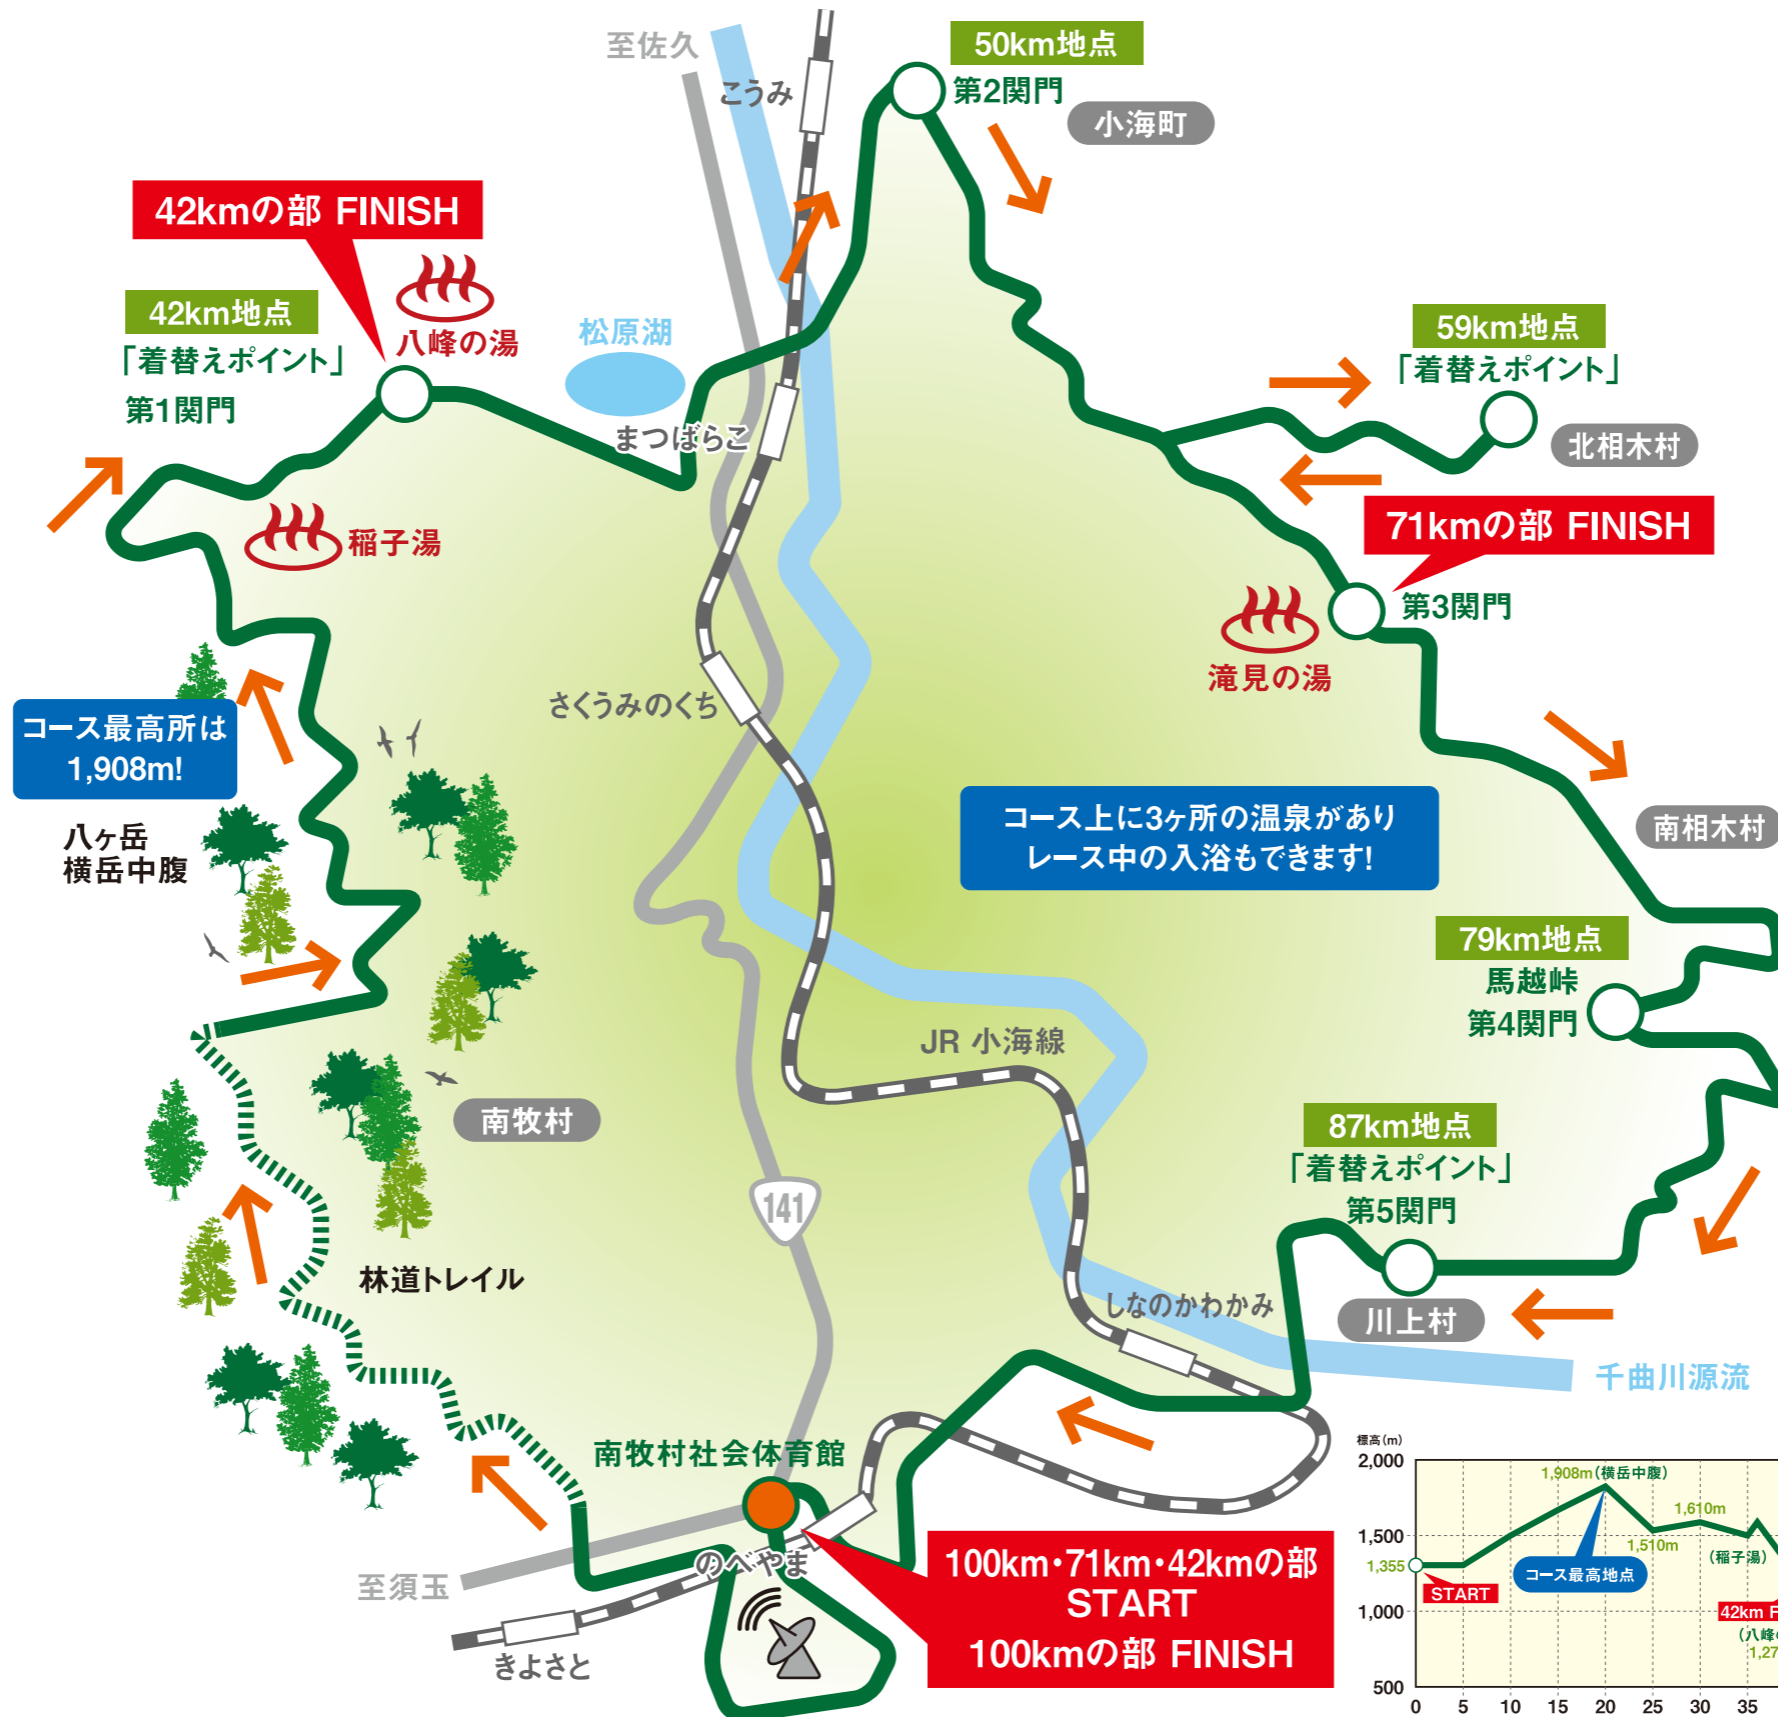 至佐久
こうみ
50km地点
第2関門
小海町
42kmの部 FINISH
42km地点
「着替えポイント」
第1関門
八峰の湯
松原湖
まつばらこ
59km地点
「着替えポイント」
北相木村
71kmの部 FINISH
第3関門
滝見の湯
稲子湯
さくうみのくち
コース最高所は
1,908m!
八ヶ岳
横岳中腹
コース上に3ヶ所の温泉があり
レース中の入浴もできます!
南相木村
79km地点
馬越峠
第4関門
JR 小海線
南牧村
87km地点
「着替えポイント」
第5関門
141
林道トレイル
しなのかわかみ
川上村
千曲川源流
南牧村社会体育館
のべやま
至須玉
きよさと
100km・71km・42kmの部
START
100kmの部 FINISH
標高(m)
2,000
1,500
1,355
1,000
500
1,908m(横岳中腹)
1,610m
1,510m
(稲子湯)
コース最高地点
START
42km F
(八峰
1,27
0 5 10 15 20 25 30 35